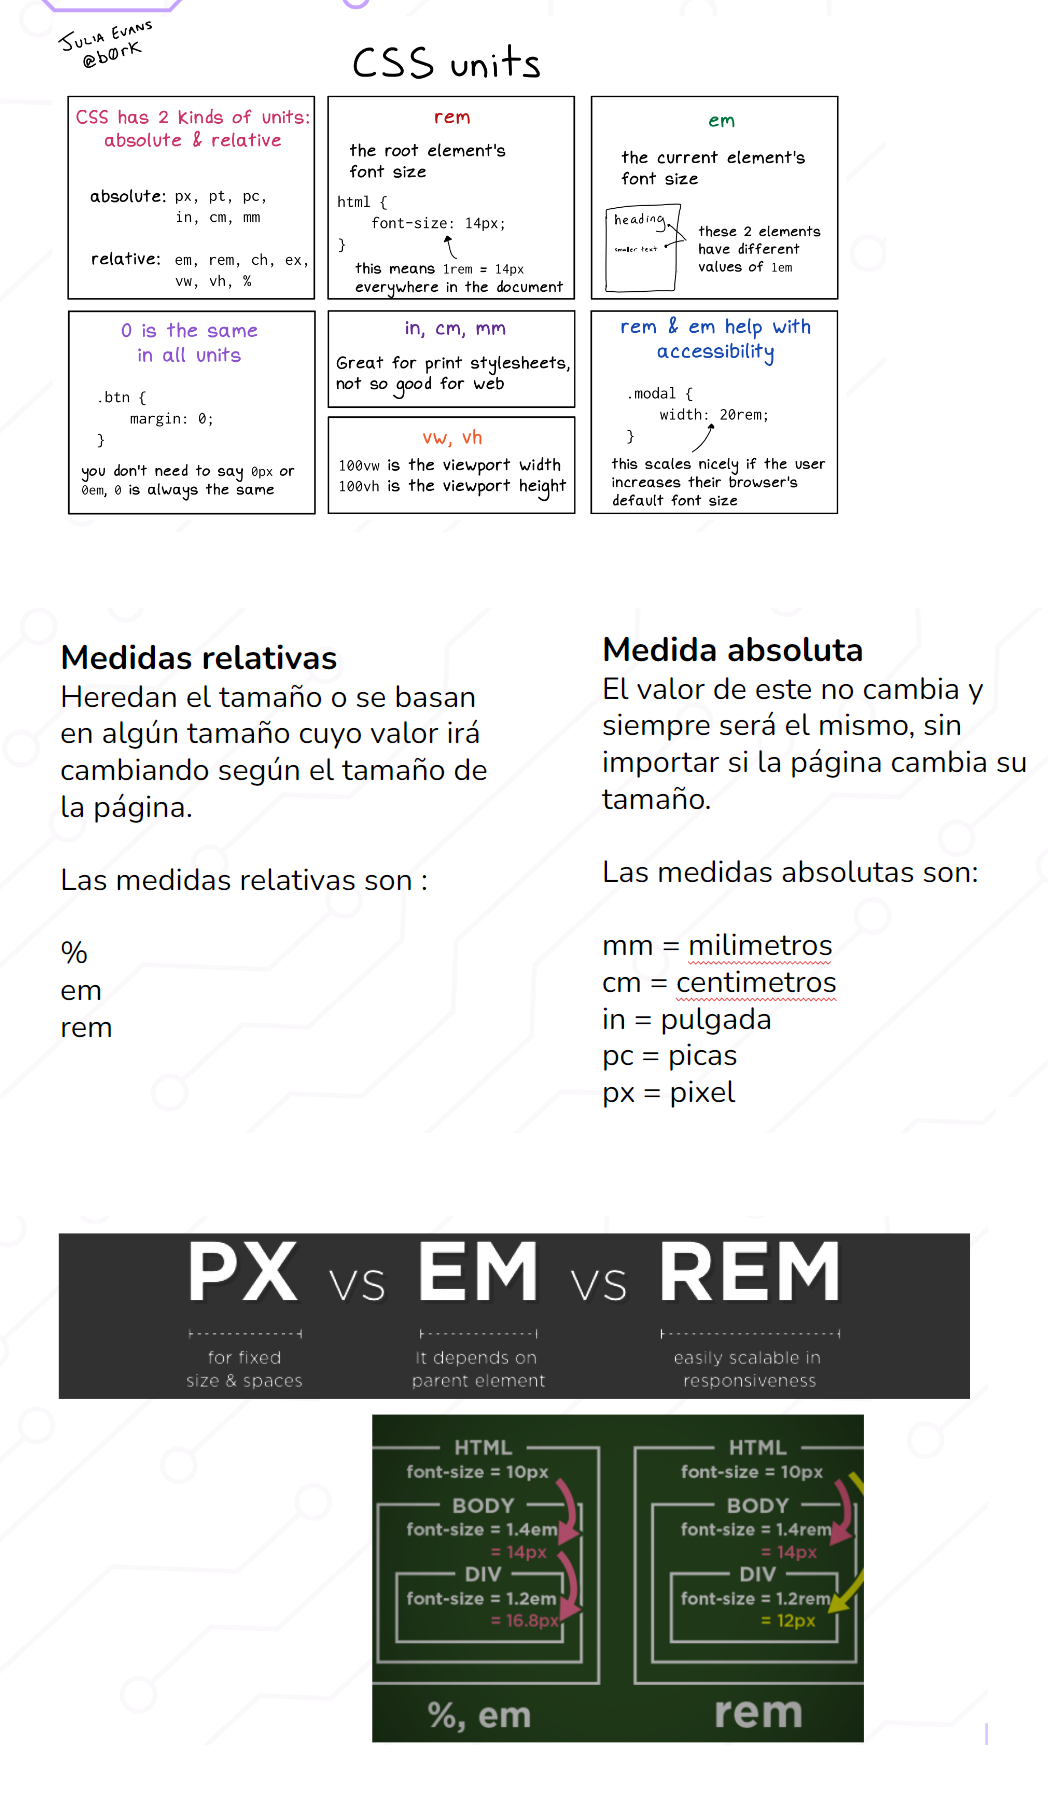 JULIA EVANS
@b0rk
CSS units
CSS has 2 kinds of units:
absolute & relative
absolute: px, pt, pc,
in, cm, mm
relative: em, rem, ch, ex,
vw, vh, %
rem
the root element's
font size
html {
font-size: 14px;
}
this means 1rem = 14px
everywhere in the document
em
the current element's
font size
heading
smaller text
these 2 elements
have different
values of 1em
0 is the same
in all units
.btn {
margin: 0;
}
you don't need to say 0px or
0em, 0 is always the same
in, cm, mm
Great for print stylesheets,
not so good for web
vw, vh
100vw is the viewport width
100vh is the viewport height
rem & em help with
accessibility
.modal {
width: 20rem;
}
this scales nicely if the user
increases their browser's
default font size
Medidas relativas
Heredan el tamaño o se basan
en algún tamaño cuyo valor irá
cambiando según el tamaño de
la página.
Las medidas relativas son :
%
em
rem
Medida absoluta
El valor de este no cambia y
siempre será el mismo, sin
importar si la página cambia su
tamaño.
Las medidas absolutas son:
mm = milimetros
cm = centimetros
in = pulgada
pc = picas
px = pixel
PX vs EM vs REM
for fixed
size & spaces
It depends on
parent element
easily scalable in
responsiveness
HTML
font-size = 10px
BODY
font-size = 1.4em
= 14px
DIV
font-size = 1.2em
= 16.8px
%, em
HTML
font-size = 10px
BODY
font-size = 1.4rem
= 14px
DIV
font-size = 1.2rem
= 12px
rem